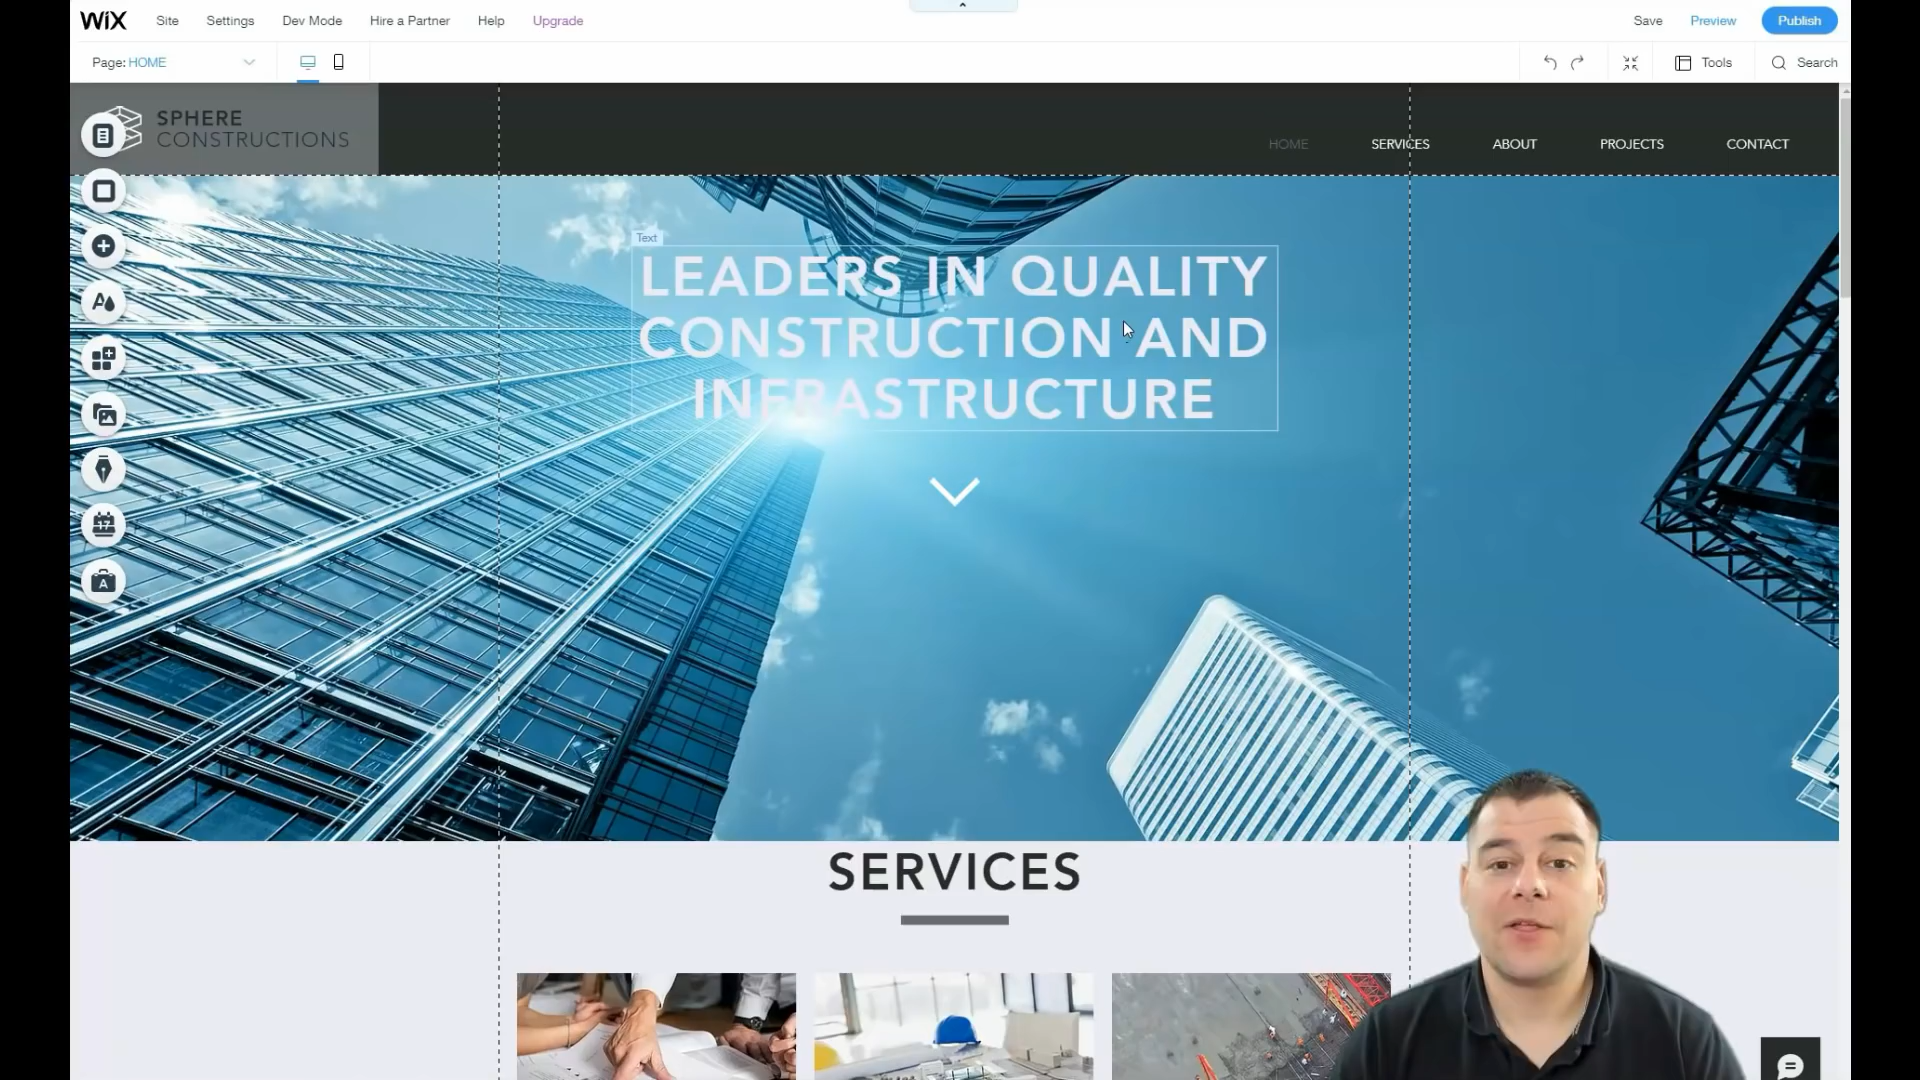 WiX Site Settings Dev Mode Hire a Partner Help Upgrade Save Preview Publish
Page: HOME Tools Search
SPHERE
CONSTRUCTIONS
HOME SERVICES ABOUT PROJECTS CONTACT
Text
LEADERS IN QUALITY
CONSTRUCTION AND
INFRASTRUCTURE
17
A
SERVICES